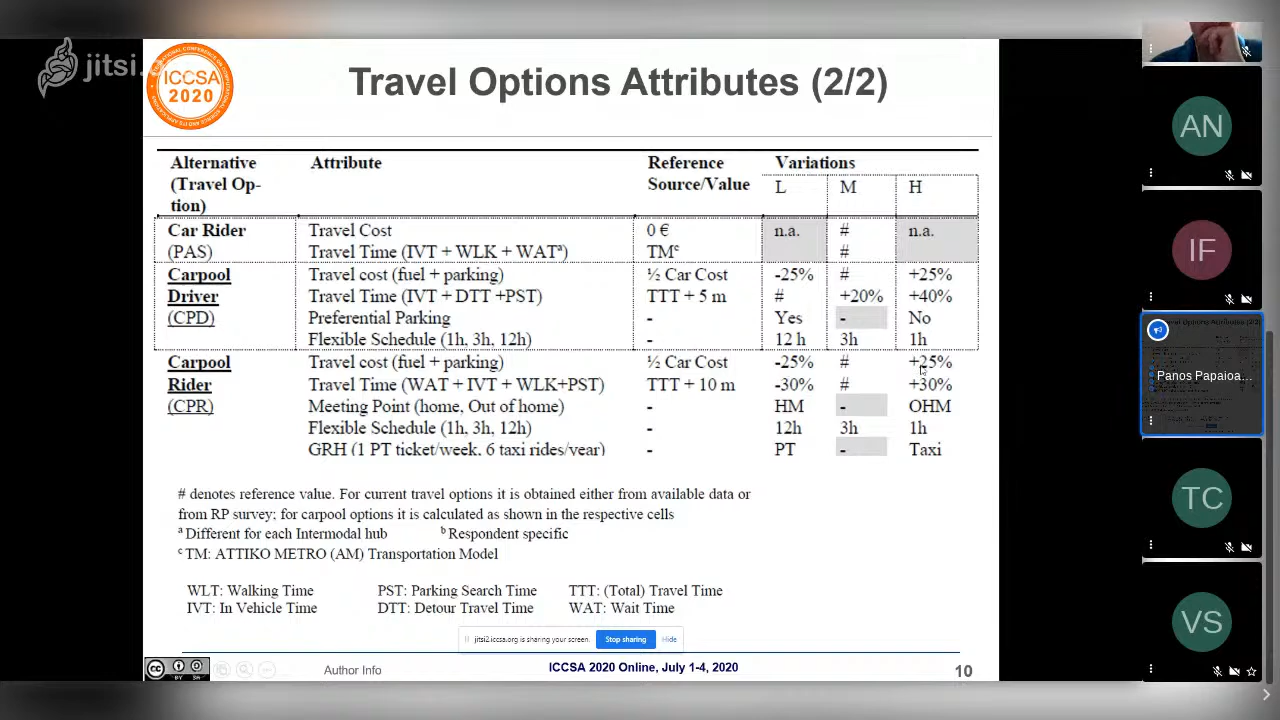 jitsi.
ICCSA
2020
Travel Options Attributes (2/2)
Alternative (Travel Op-tion) Attribute Reference Source/Value Variations
L M H
Car Rider (PAS) Travel Cost 0 € n.a. # n.a.
Travel Time (IVT + WLK + WATᵃ) TMᶜ #
Carpool Travel cost (fuel + parking) ½ Car Cost -25% # +25%
Driver Travel Time (IVT + DTT +PST) TTT + 5 m # +20% +40%
(CPD) Preferential Parking - Yes - No
Flexible Schedule (1h, 3h, 12h) - 12 h 3h 1h
Carpool Travel cost (fuel + parking) ½ Car Cost -25% # +25%
Rider Travel Time (WAT + IVT + WLK+PST) TTT + 10 m -30% # +30%
(CPR) Meeting Point (home, Out of home) - HM - OHM
Flexible Schedule (1h, 3h, 12h) - 12h 3h 1h
GRH (1 PT ticket/week. 6 taxi rides/year) - PT - Taxi
# denotes reference value. For current travel options it is obtained either from available data or
from RP survey; for carpool options it is calculated as shown in the respective cells
ᵃ Different for each Intermodal hub ᵇ Respondent specific
ᶜ TM: ATTIKO METRO (AM) Transportation Model
WLT: Walking Time PST: Parking Search Time TTT: (Total) Travel Time
IVT: In Vehicle Time DTT: Detour Travel Time WAT: Wait Time
jitsi2.iccsa.org is sharing your screen. Stop sharing Hide
Author Info ICCSA 2020 Online, July 1-4, 2020 10
AN
IF
Panos Papaioa...
TC
VS